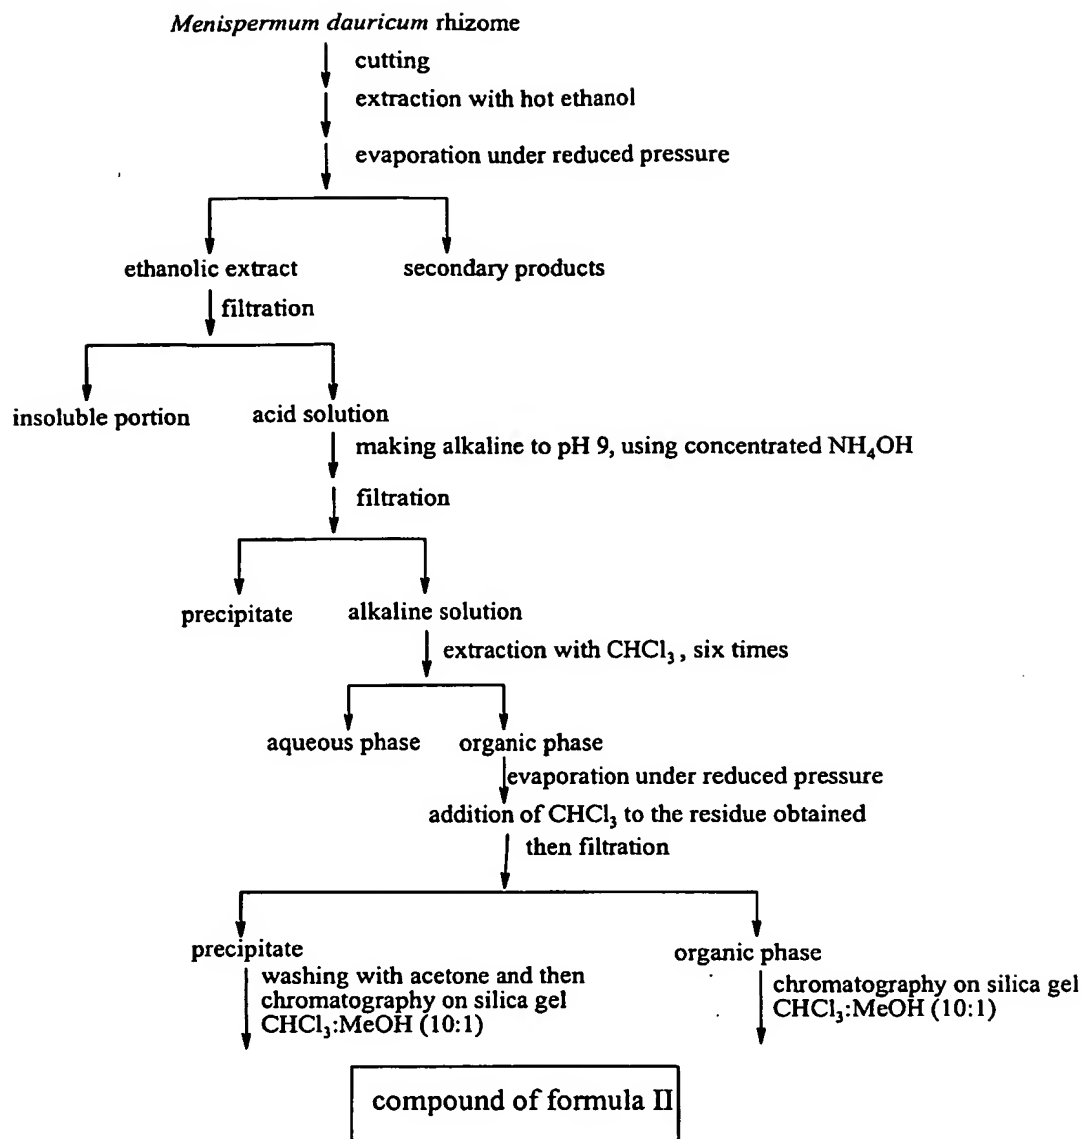 Menispermum dauricum rhizome
cutting
extraction with hot ethanol
evaporation under reduced pressure
ethanolic extract
secondary products
filtration
insoluble portion
acid solution
making alkaline to pH 9, using concentrated NH₄OH
filtration
precipitate
alkaline solution
extraction with CHCl₃ , six times
aqueous phase
organic phase
evaporation under reduced pressure
addition of CHCl₃ to the residue obtained
then filtration
precipitate
washing with acetone and then
chromatography on silica gel
CHCl₃:MeOH (10:1)
organic phase
chromatography on silica gel
CHCl₃:MeOH (10:1)
compound of formula II